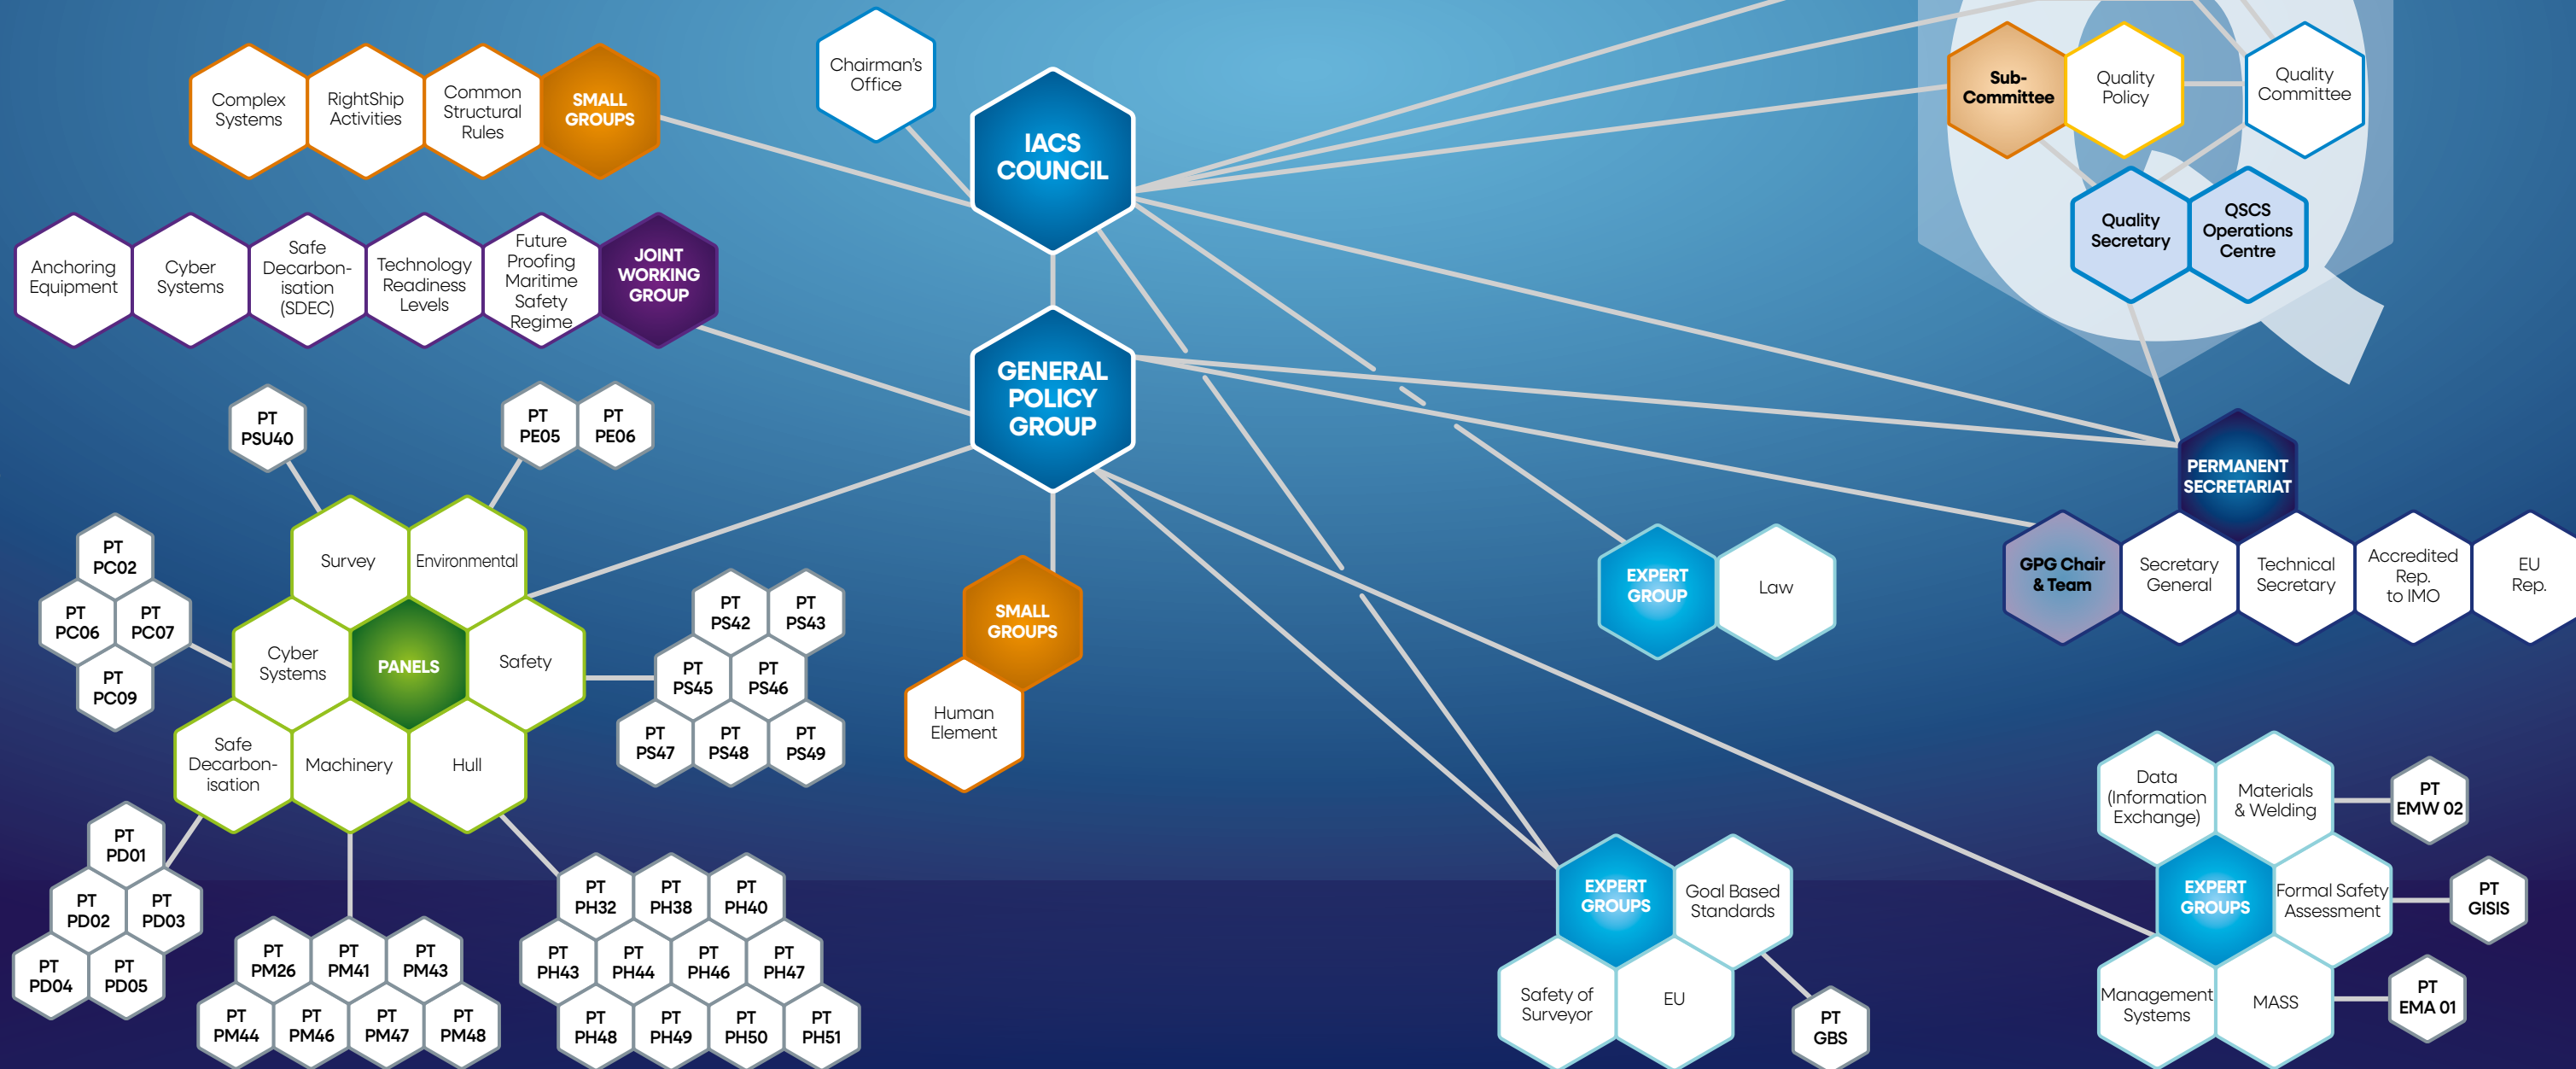 Complex
Systems
RightShip
Activities
Common
Structural
Rules
SMALL
GROUPS
Chairman's
Office
IACS
COUNCIL
Sub-
Committee
Quality
Policy
Quality
Committee
Quality
Secretary
QSCS
Operations
Centre
Anchoring
Equipment
Cyber
Systems
Safe
Decarbon-
isation
(SDEC)
Technology
Readiness
Levels
Future
Proofing
Maritime
Safety
Regime
JOINT
WORKING
GROUP
GENERAL
POLICY
GROUP
PT
PSU40
PT
PE05
PT
PE06
PERMANENT
SECRETARIAT
GPG Chair
& Team
Secretary
General
Technical
Secretary
Accredited
Rep.
to IMO
EU
Rep.
Survey
Environmental
Cyber
Systems
PANELS
Safety
Safe
Decarbon-
isation
Machinery
Hull
PT
PC02
PT
PC06
PT
PC07
PT
PC09
PT
PS42
PT
PS43
PT
PS45
PT
PS46
PT
PS47
PT
PS48
PT
PS49
SMALL
GROUPS
Human
Element
EXPERT
GROUP
Law
PT
PD01
PT
PD02
PT
PD03
PT
PD04
PT
PD05
PT
PM26
PT
PM41
PT
PM43
PT
PM44
PT
PM46
PT
PM47
PT
PM48
PT
PH32
PT
PH38
PT
PH40
PT
PH43
PT
PH44
PT
PH46
PT
PH47
PT
PH48
PT
PH49
PT
PH50
PT
PH51
EXPERT
GROUPS
Goal Based
Standards
Safety of
Surveyor
EU
PT
GBS
Data
(Information
Exchange)
Materials
& Welding
PT
EMW 02
EXPERT
GROUPS
Formal Safety
Assessment
PT
GISIS
Management
Systems
MASS
PT
EMA 01